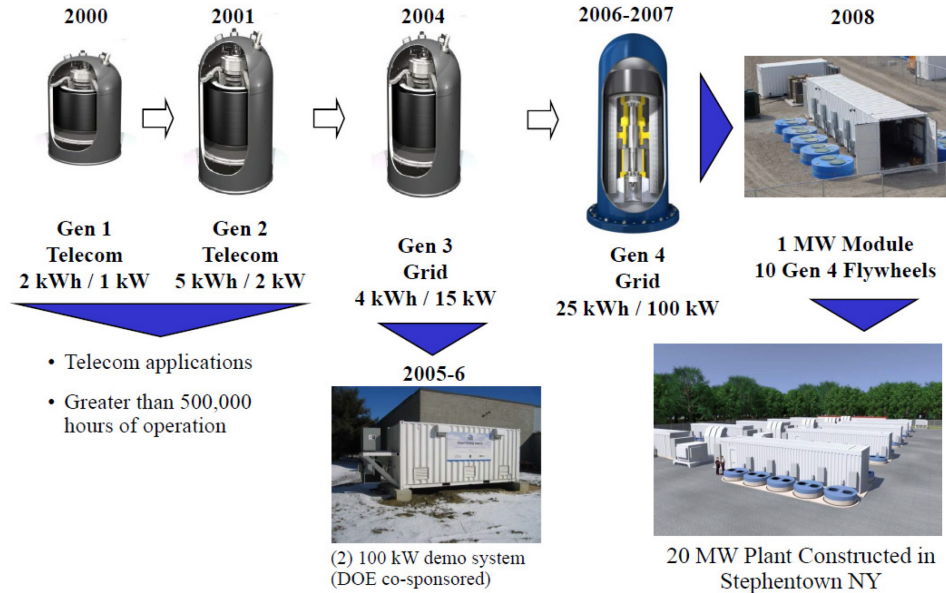 2000
2001
2004
2006-2007
2008
Gen 1
Telecom
2 kWh / 1 kW
Gen 2
Telecom
5 kWh / 2 kW
Gen 3
Grid
4 kWh / 15 kW
Gen 4
Grid
25 kWh / 100 kW
1 MW Module
10 Gen 4 Flywheels
• Telecom applications
• Greater than 500,000
hours of operation
2005-6
(2) 100 kW demo system
(DOE co-sponsored)
20 MW Plant Constructed in
Stephentown NY